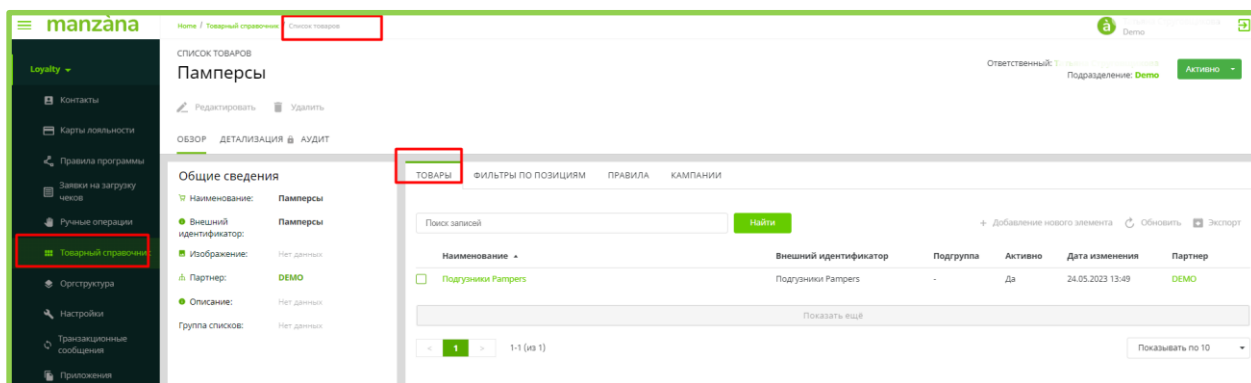 manzàna
Home / Товарный справочник / Список товаров
Demo
Loyalty
Контакты
Карты лояльности
Правила программы
Заявки на загрузку
чеков
Ручные операции
Товарный справочник
Оргструктура
Настройки
Транзакционные
сообщения
Приложения
СПИСОК ТОВАРОВ
Памперсы
Ответственный:
Подразделение: Demo
Активно
Редактировать Удалить
ОБЗОР ДЕТАЛИЗАЦИЯ АУДИТ
Общие сведения
Наименование: Памперсы
Внешний Памперсы
идентификатор:
Изображение: Нет данных
Партнер: DEMO
Описание: Нет данных
Группа списков: Нет данных
ТОВАРЫ ФИЛЬТРЫ ПО ПОЗИЦИЯМ ПРАВИЛА КАМПАНИИ
Поиск записей Найти + Добавление нового элемента Обновить Экспорт
Наименование Внешний идентификатор Подгруппа Активно Дата изменения Партнер
Подгузники Pampers Подгузники Pampers - Да 24.05.2023 13:49 DEMO
Показать ещё
< 1 > 1-1 (из 1) Показывать по 10